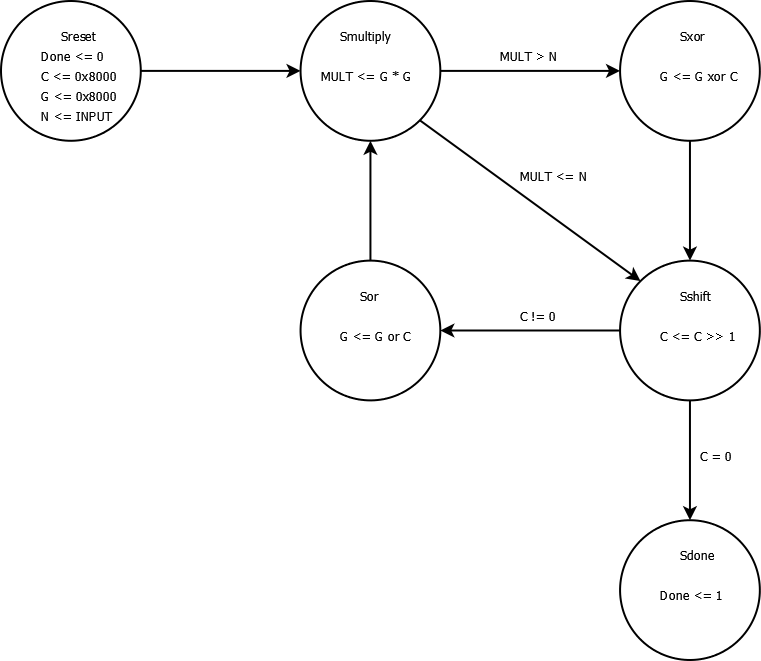 Sreset
Done <= 0
C <= 0x8000
G <= 0x8000
N <= INPUT
Smultiply
MULT <= G * G
MULT > N
Sxor
G <= G xor C
MULT <= N
Sor
G <= G or C
C != 0
Sshift
C <= C >> 1
C = 0
Sdone
Done <= 1